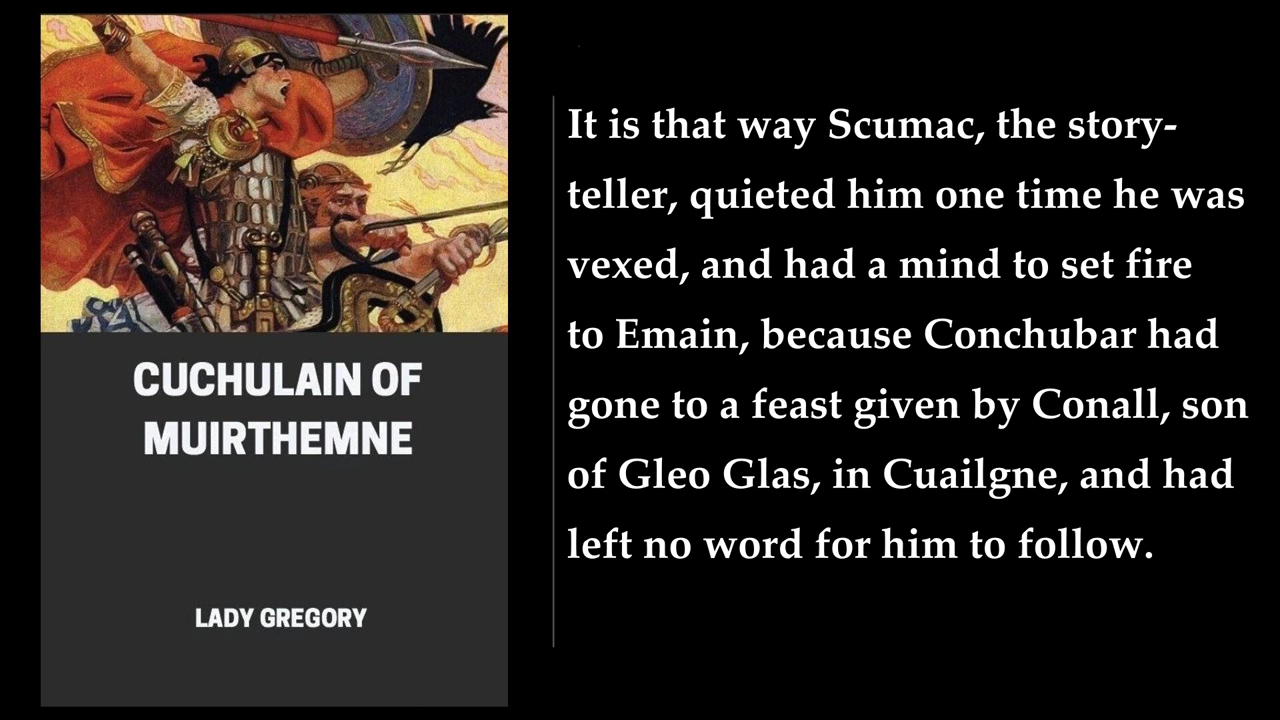 CUCHULAIN OF
MUIRTHEMNE
LADY GREGORY
It is that way Scumac, the story-
teller, quieted him one time he was
vexed, and had a mind to set fire
to Emain, because Conchubar had
gone to a feast given by Conall, son
of Gleo Glas, in Cuailgne, and had
left no word for him to follow.